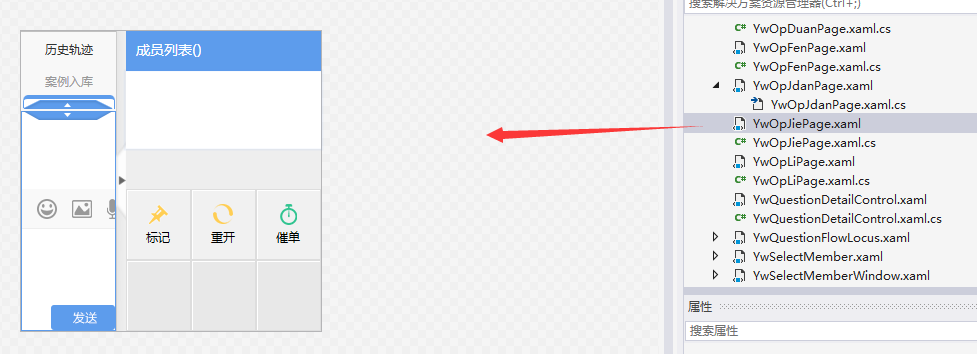 历史轨迹
案例入库
成员列表()
标记
重开
催单
发送
搜索解决方案资源管理器(Ctrl+;)
YwOpDuanPage.xaml.cs
YwOpFenPage.xaml
YwOpFenPage.xaml.cs
YwOpJdanPage.xaml
YwOpJdanPage.xaml.cs
YwOpJiePage.xaml
YwOpJiePage.xaml.cs
YwOpLiPage.xaml
YwOpLiPage.xaml.cs
YwQuestionDetailControl.xaml
YwQuestionDetailControl.xaml.cs
YwQuestionFlowLocus.xaml
YwSelectMember.xaml
YwSelectMemberWindow.xaml
属性
搜索属性